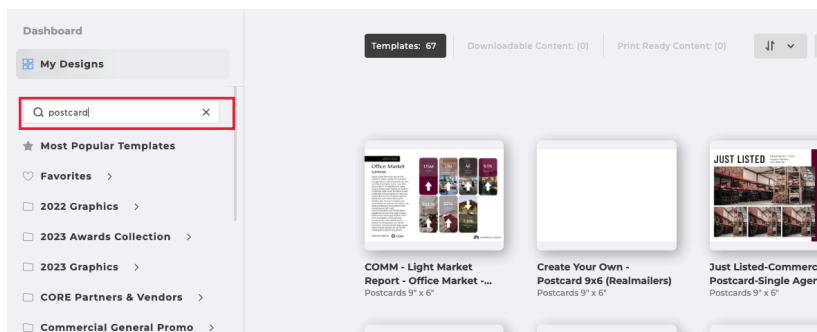 Dashboard
My Designs
postcard
Most Popular Templates
Favorites
2022 Graphics
2023 Awards Collection
2023 Graphics
CORE Partners & Vendors
Commercial General Promo
Templates: 67
Downloadable Content: (0)
Print Ready Content: (0)
Office Market
COMM - Light Market
Report - Office Market -...
Postcards 9" x 6"
Create Your Own -
Postcard 9x6 (Realmailers)
Postcards 9" x 6"
JUST LISTED
Just Listed-Commerc
Postcard-Single Agen
Postcards 9" x 6"